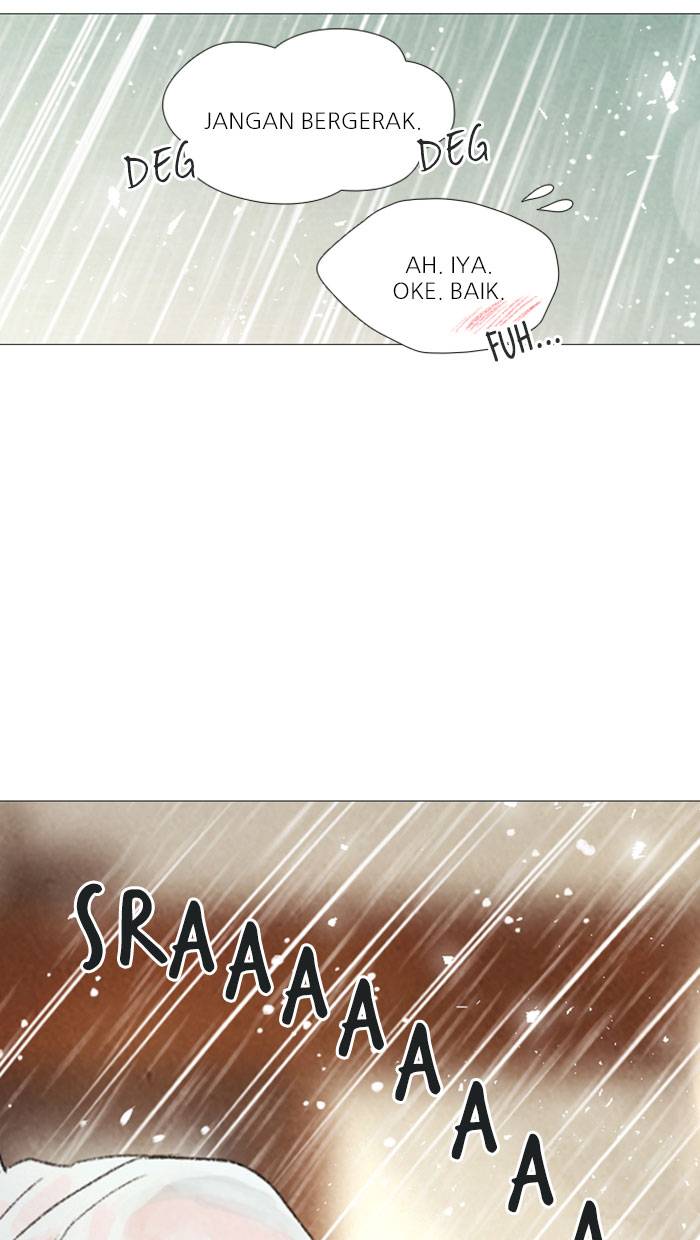 JANGAN BERGERAK.
DEG
DEG
AH. IYA.
OKE. BAIK.
FUH...
SRAAAAAAAAA